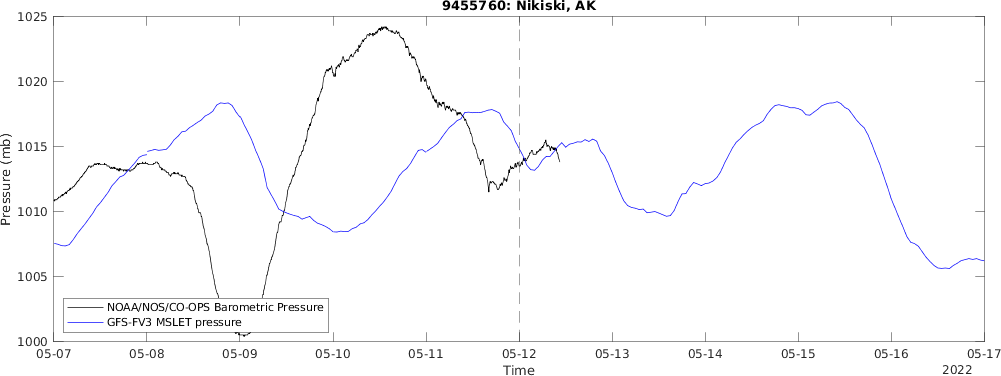 9455760: Nikiski, AK
1025
1020
1015
1010
1005
1000
Pressure (mb)
NOAA/NOS/CO-OPS Barometric Pressure
GFS-FV3 MSLET pressure
05-07 05-08 05-09 05-10 05-11 05-12 05-13 05-14 05-15 05-16 05-17
Time
2022